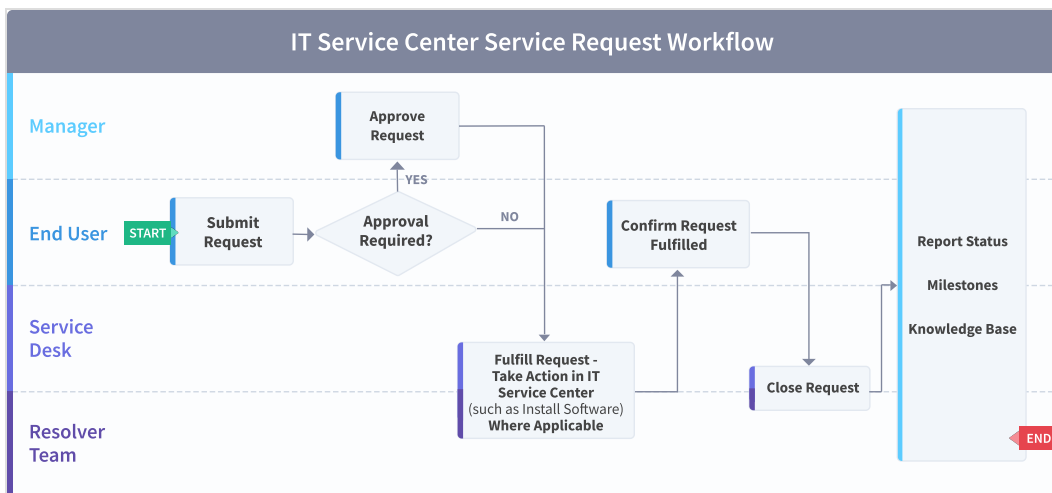 IT Service Center Service Request Workflow
Manager
Approve
Request
YES
End User
START
Submit
Request
Approval
Required?
NO
Confirm Request
Fulfilled
Report Status
Milestones
Knowledge Base
Service
Desk
Fulfill Request -
Take Action in IT
Service Center
(such as Install Software)
Where Applicable
Close Request
Resolver
Team
END